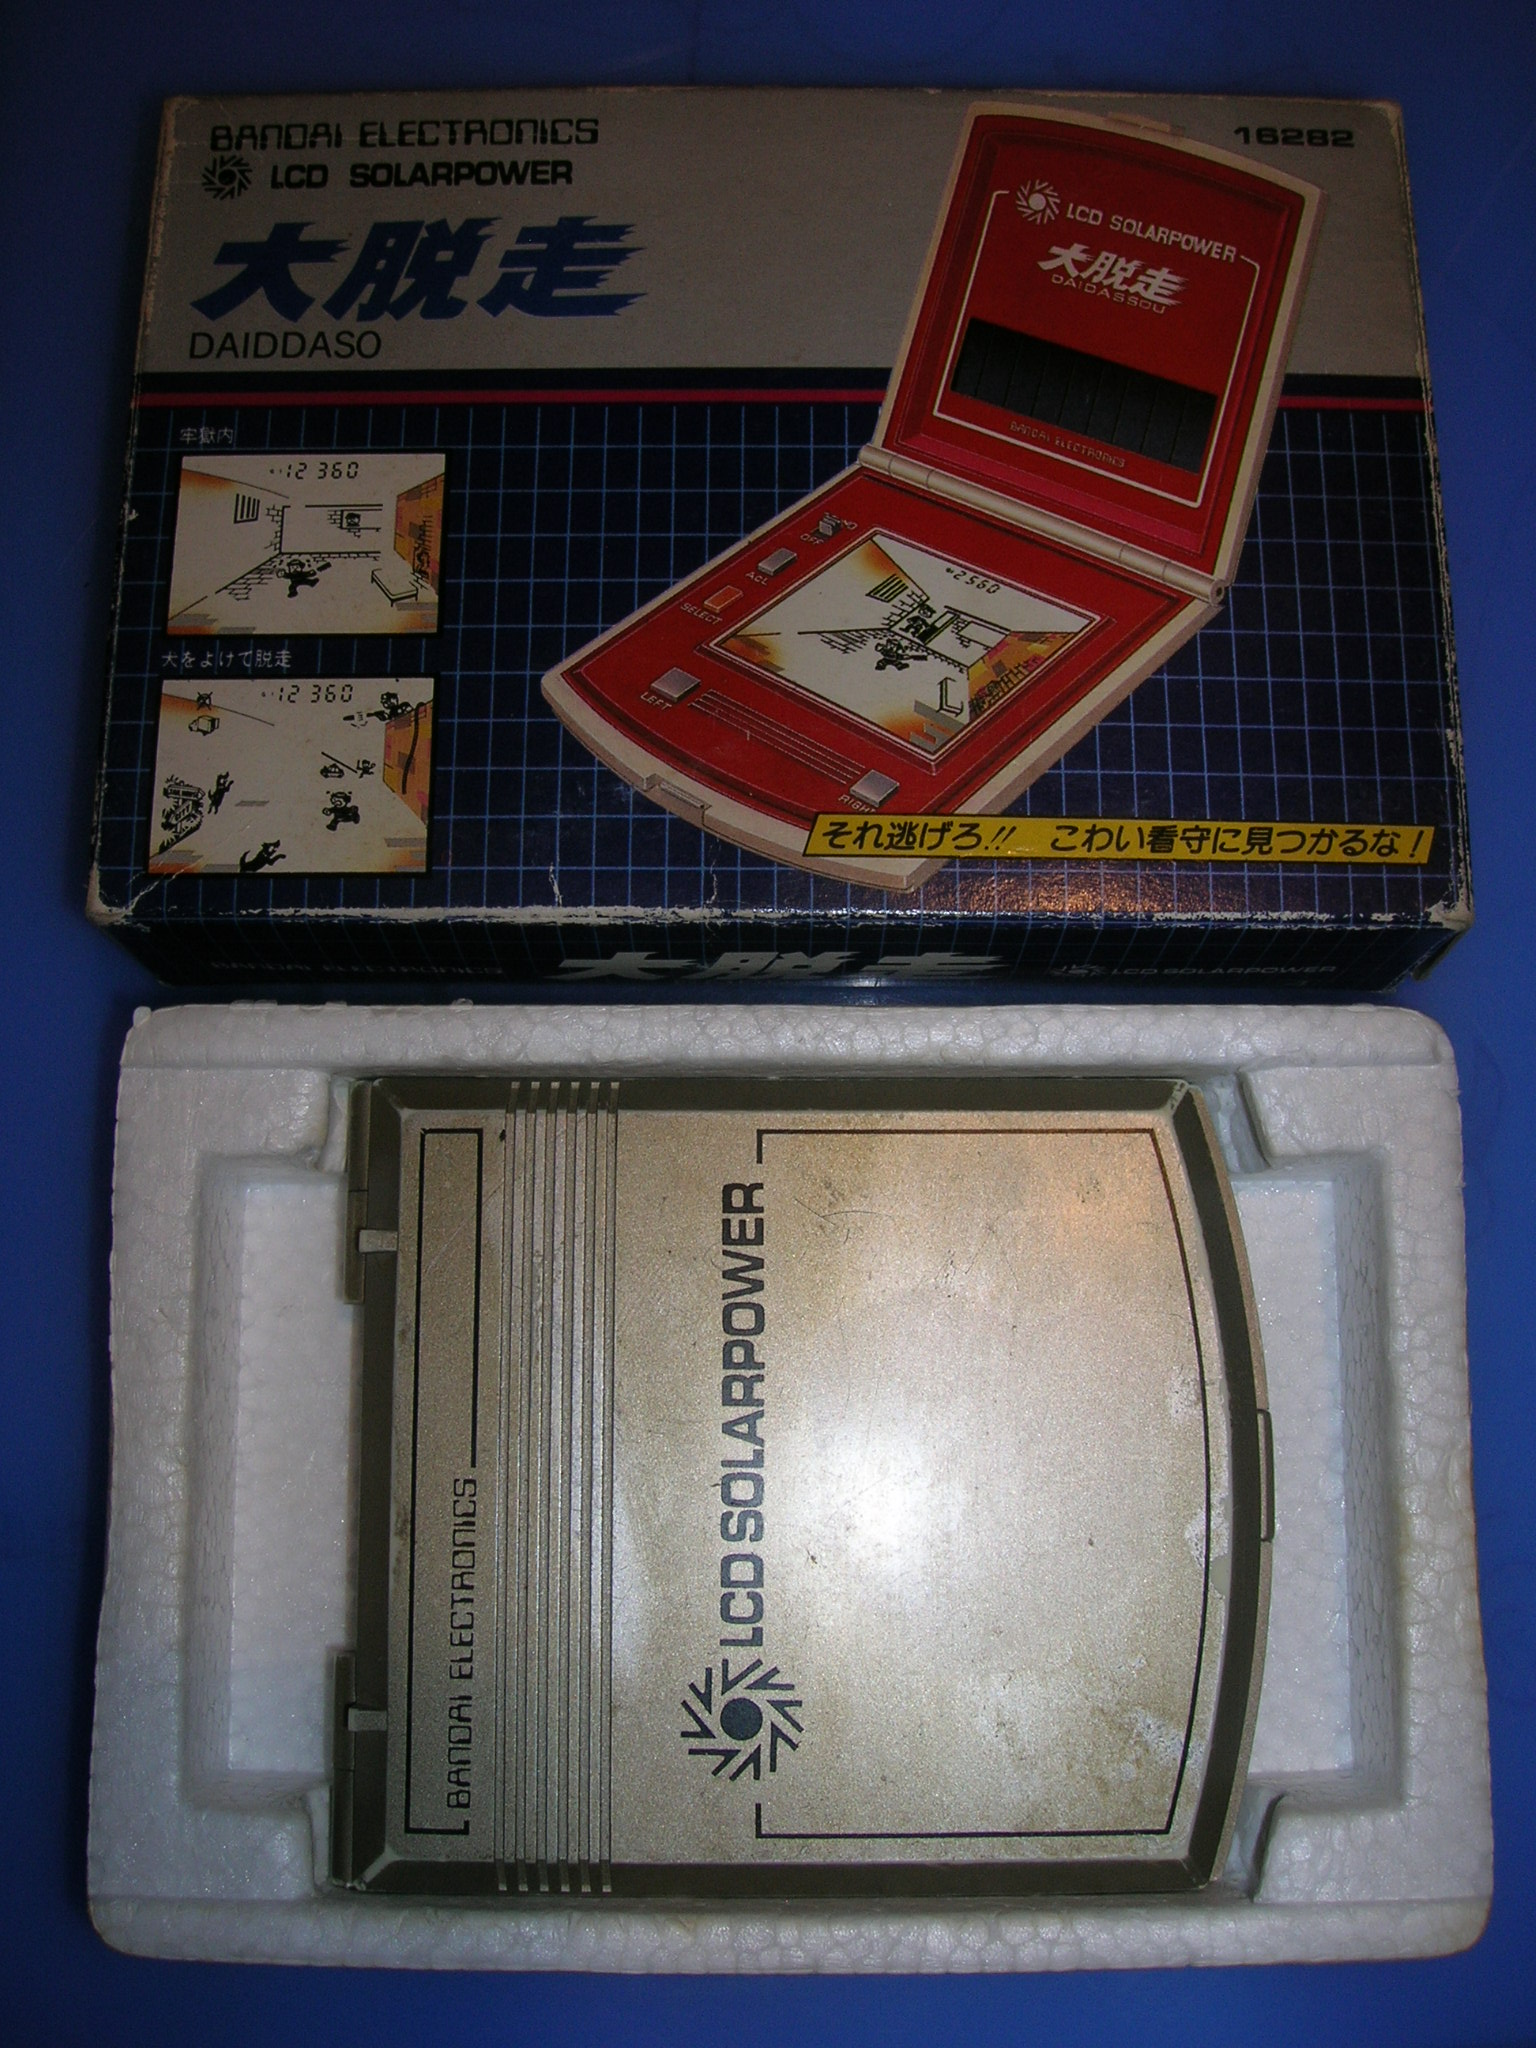 BANDAI ELECTRONICS
16282
LCD SOLARPOWER
大脱走
DAIDDASO
LCD SOLARPOWER
大脱走
DAIDASSOU
BANDAI ELECTRONICS
牢獄内
12 360
犬をよけて脱走
12 360
OFF
ACL
SELECT
2560
LEFT
RIGHT
それ逃げろ!! こわい看守に見つかるな!
BANDAI ELECTRONICS 大脱走 LCD SOLARPOWER
BANDAI ELECTRONICS
LCD SOLARPOWER